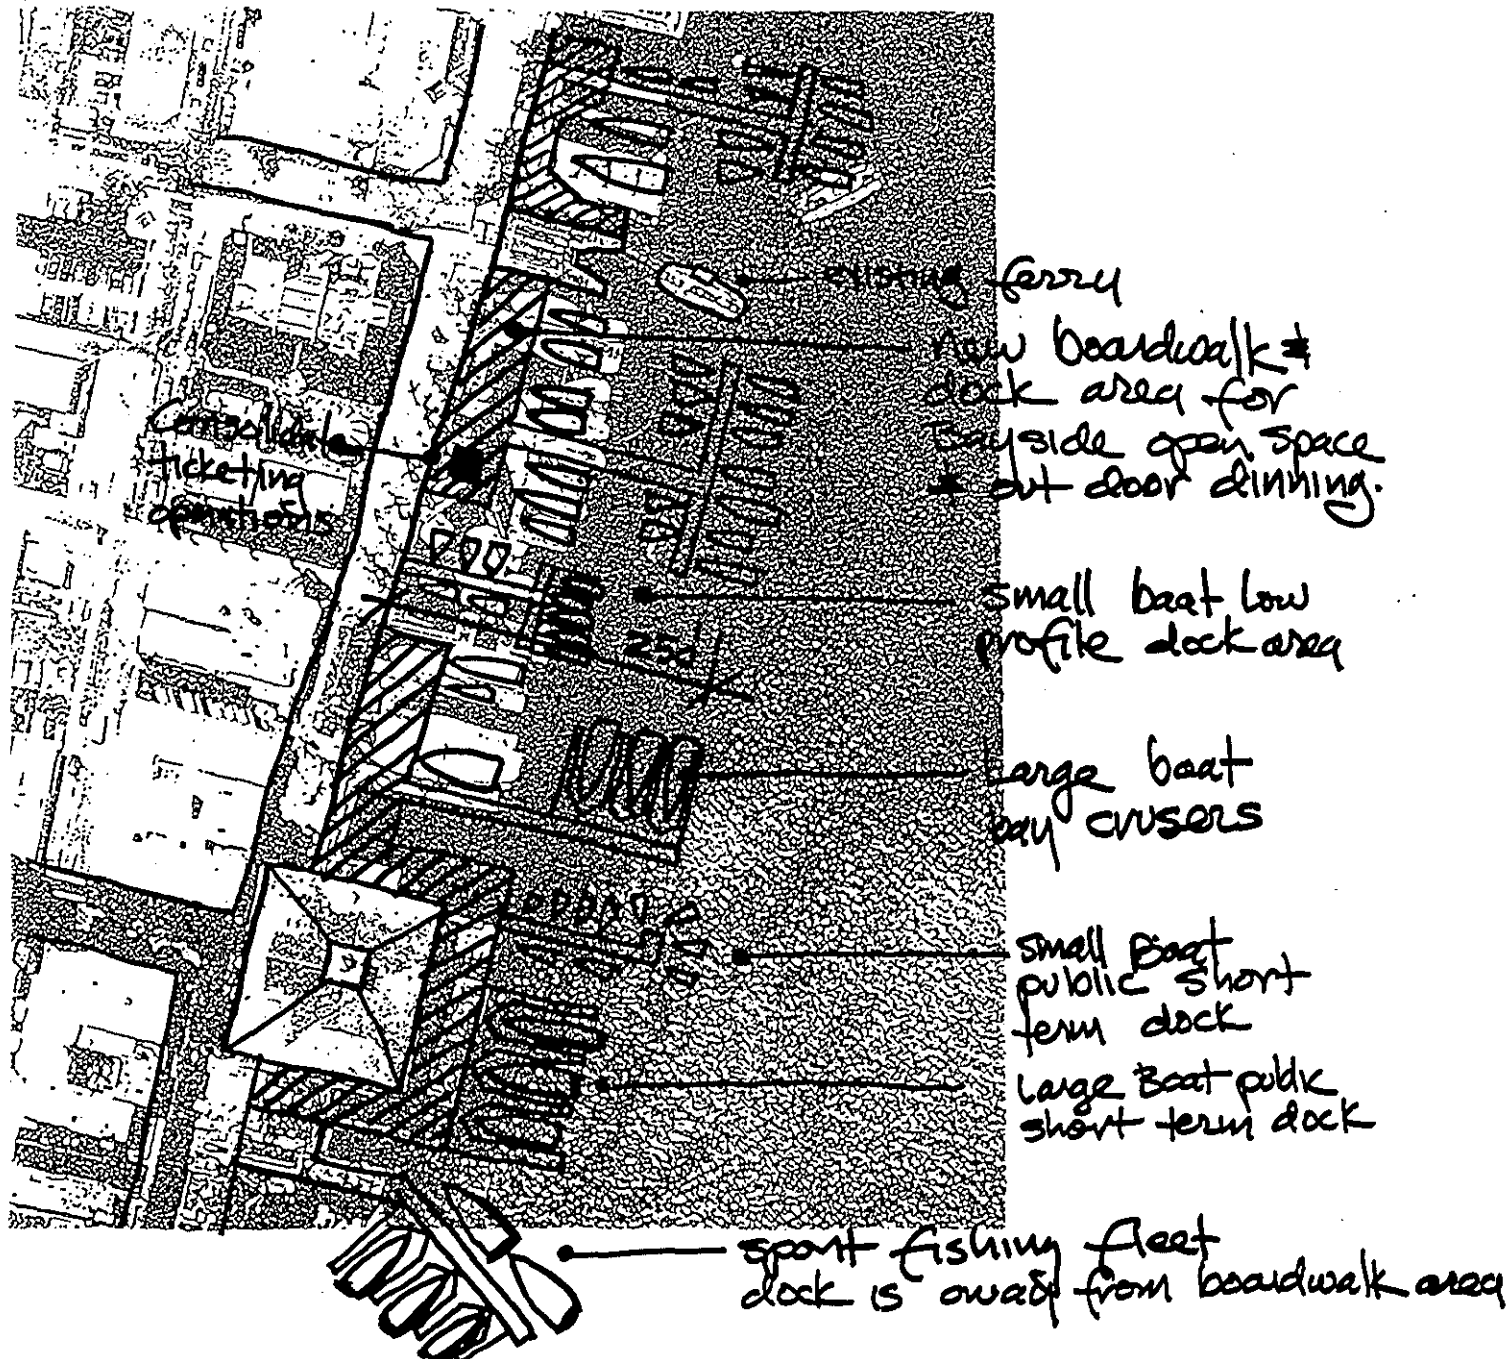 existing ferry
new boardwalk &
dock area for
Bayside open space
& out door dinning.
Consolidate
ticketing
operations
small boat low
profile dock area
250'
Large boat
bay crusers
small Boat
public short
term dock
Large Boat public
short term dock
sport fishing fleet
dock is away from boardwalk area